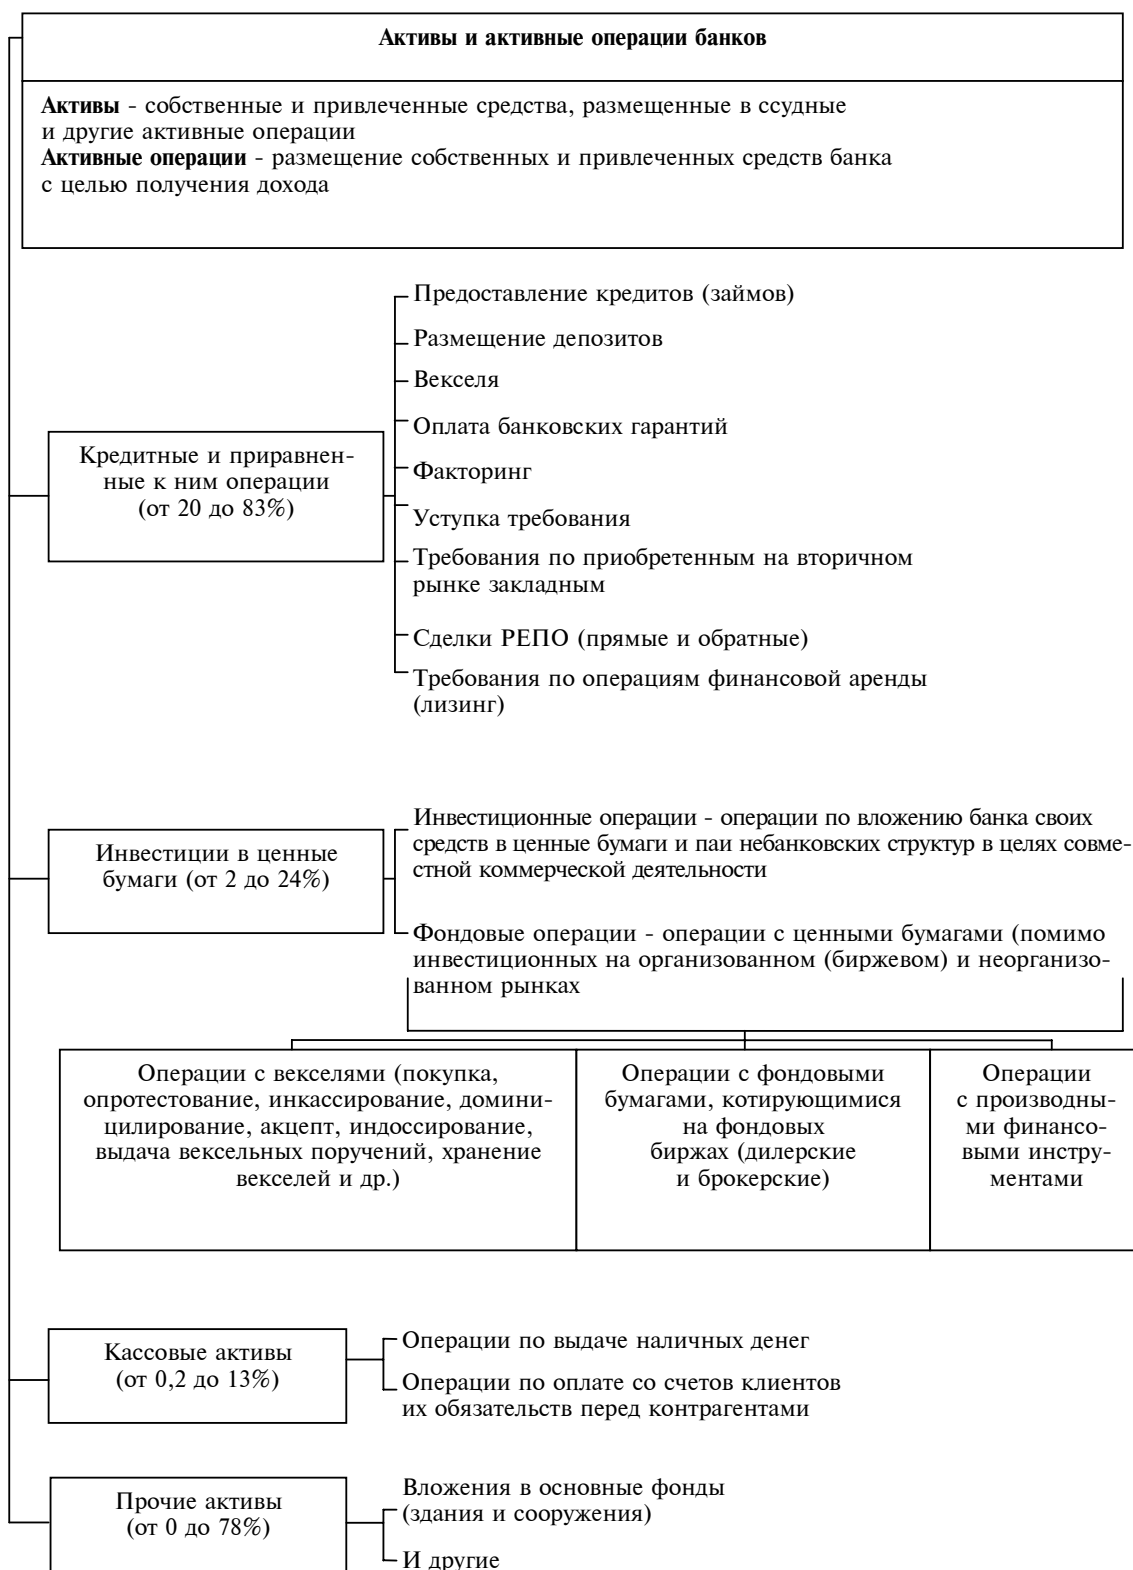 Активы и активные операции банков
Активы - собственные и привлеченные средства, размещенные в ссудные
и другие активные операции
Активные операции - размещение собственных и привлеченных средств банка
с целью получения дохода
Кредитные и приравнен-
ные к ним операции
(от 20 до 83%)
Предоставление кредитов (займов)
Размещение депозитов
Векселя
Оплата банковских гарантий
Факторинг
Уступка требования
Требования по приобретенным на вторичном
рынке закладным
Сделки РЕПО (прямые и обратные)
Требования по операциям финансовой аренды
(лизинг)
Инвестиции в ценные
бумаги (от 2 до 24%)
Инвестиционные операции - операции по вложению банка своих
средств в ценные бумаги и паи небанковских структур в целях совме-
стной коммерческой деятельности
Фондовые операции - операции с ценными бумагами (помимо
инвестиционных на организованном (биржевом) и неорганизо-
ванном рынках
Операции с векселями (покупка,
опротестование, инкассирование, домини-
цилирование, акцепт, индоссирование,
выдача вексельных поручений, хранение
векселей и др.)
Операции с фондовыми
бумагами, котирующимися
на фондовых
биржах (дилерские
и брокерские)
Операции
с производны-
ми финансо-
выми инстру-
ментами
Кассовые активы
(от 0,2 до 13%)
Операции по выдаче наличных денег
Операции по оплате со счетов клиентов
их обязательств перед контрагентами
Прочие активы
(от 0 до 78%)
Вложения в основные фонды
(здания и сооружения)
И другие